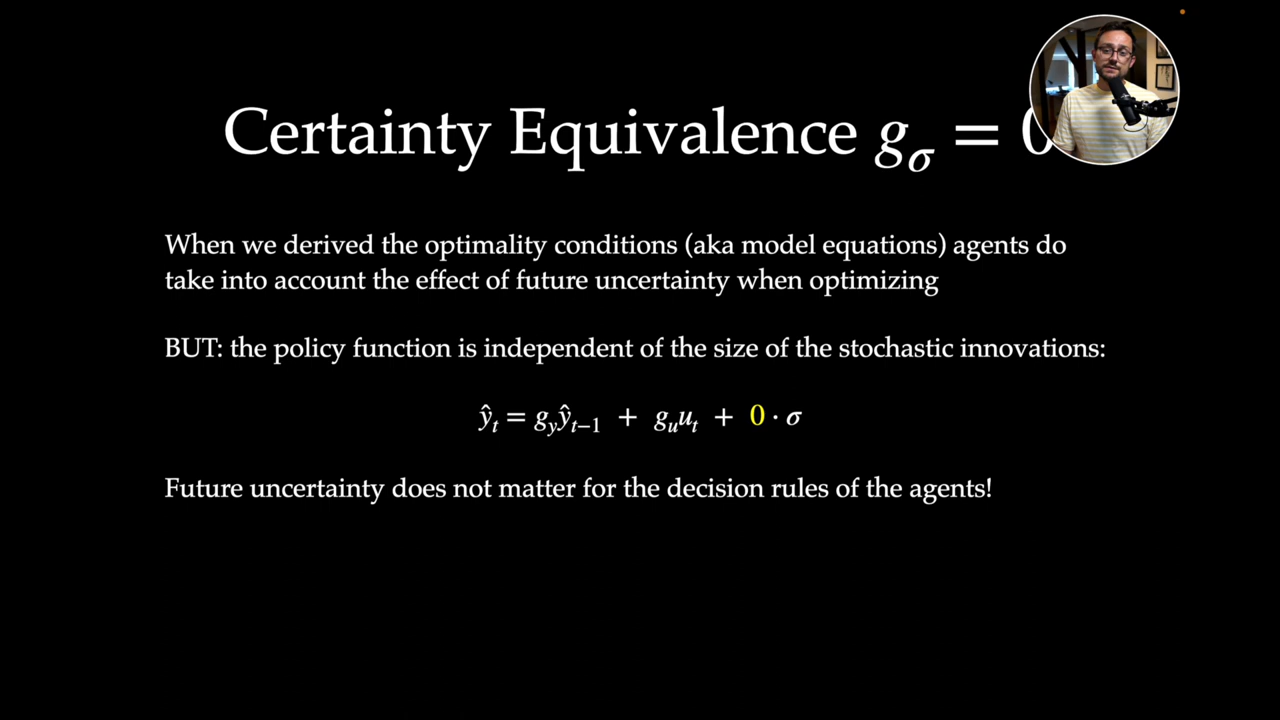 Certainty Equivalence g_σ = 0
When we derived the optimality conditions (aka model equations) agents do
take into account the effect of future uncertainty when optimizing
BUT: the policy function is independent of the size of the stochastic innovations:
ŷ_t = g_y ŷ_{t−1} + g_u u_t + 0 · σ
Future uncertainty does not matter for the decision rules of the agents!